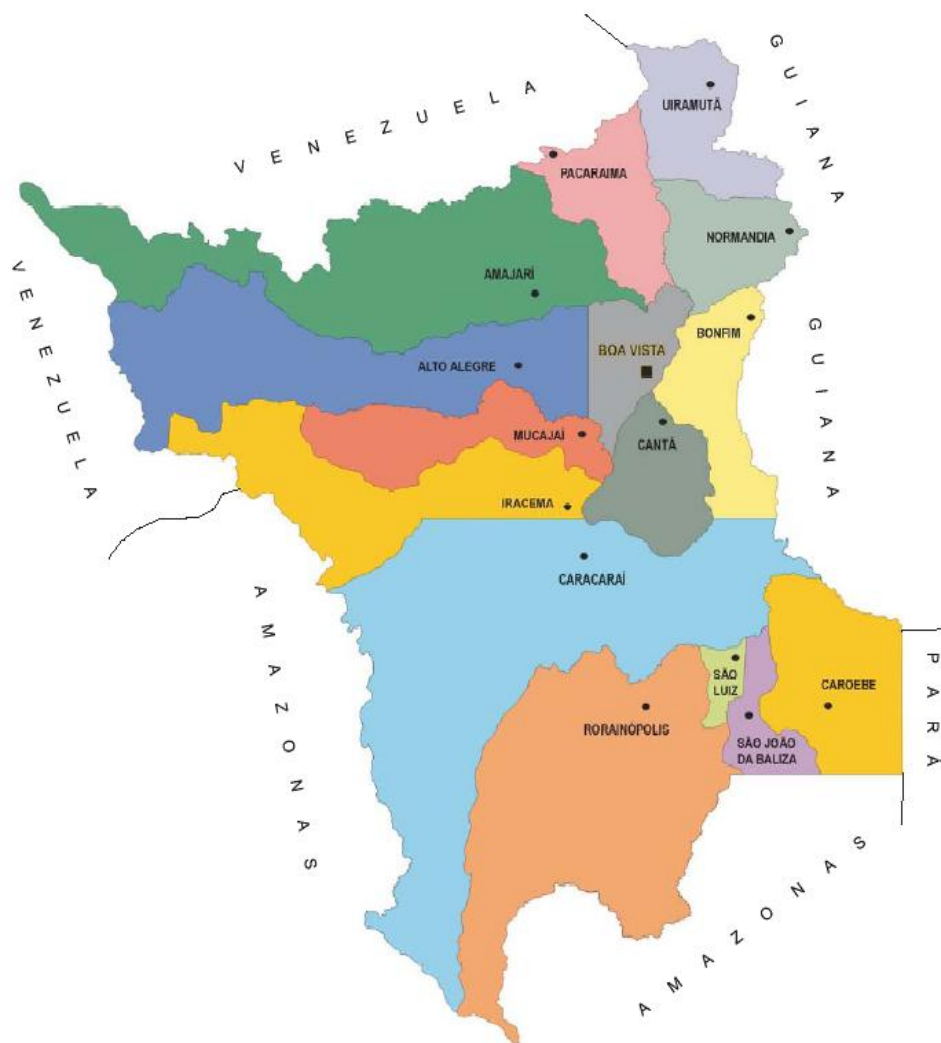 GUIANA
UIRAMUTÃ
VENEZUELA
PACARAIMA
NORMANDIA
VENEZUELA
AMAJARÍ
GUIANA
BONFIM
BOA VISTA
ALTO ALEGRE
MUCAJAÍ
CANTÁ
IRACEMA
CARACARAÍ
AMAZONAS
PARÁ
SÃO
LUIZ
CAROEBE
RORAINÓPOLIS
SÃO JOÃO
DA BALIZA
AMAZONAS